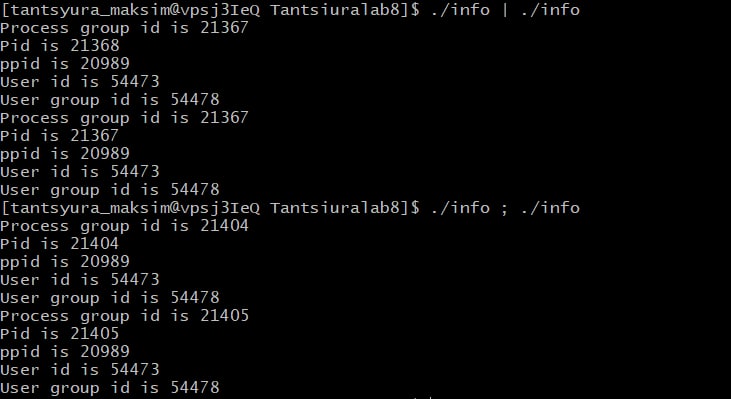 [tantsyura_maksim@vpsj3IeQ Tantsiuralab8]$ ./info | ./info
Process group id is 21367
Pid is 21368
ppid is 20989
User id is 54473
User group id is 54478
Process group id is 21367
Pid is 21367
ppid is 20989
User id is 54473
User group id is 54478
[tantsyura_maksim@vpsj3IeQ Tantsiuralab8]$ ./info ; ./info
Process group id is 21404
Pid is 21404
ppid is 20989
User id is 54473
User group id is 54478
Process group id is 21405
Pid is 21405
ppid is 20989
User id is 54473
User group id is 54478